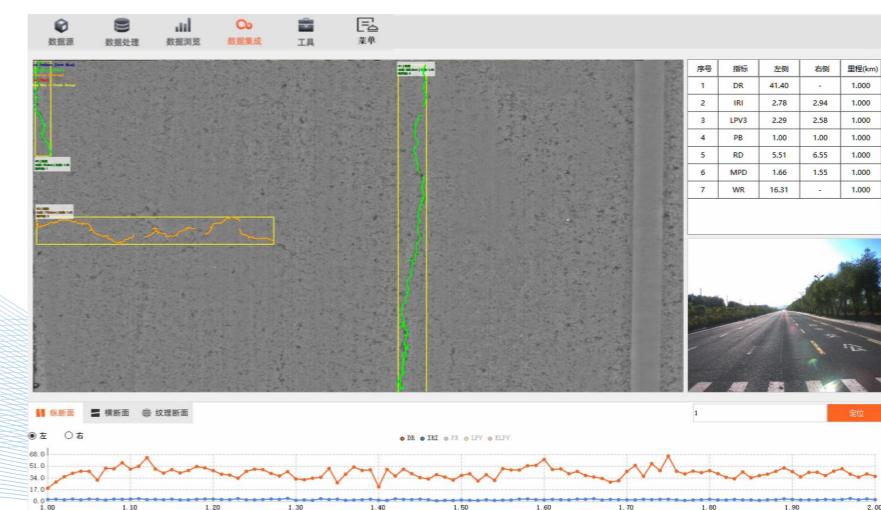 数据源 数据处理 数据浏览 数据集成 工具 菜单
序号 指标 左侧 右侧 里程(km)
1 DR 41.40 - 1.000
2 IRI 2.78 2.94 1.000
3 LPV3 2.29 2.58 1.000
4 PB 1.00 1.00 1.000
5 RD 5.51 6.55 1.000
6 MPD 1.66 1.55 1.000
7 WR 16.31 - 1.000
纵断面 横断面 纹理断面
1 定位
左 右
DR IRI PB LPV RLPV
68.0
51.0
34.0
17.0
0.0
1.00 1.10 1.20 1.30 1.40 1.50 1.60 1.70 1.80 1.90 2.00